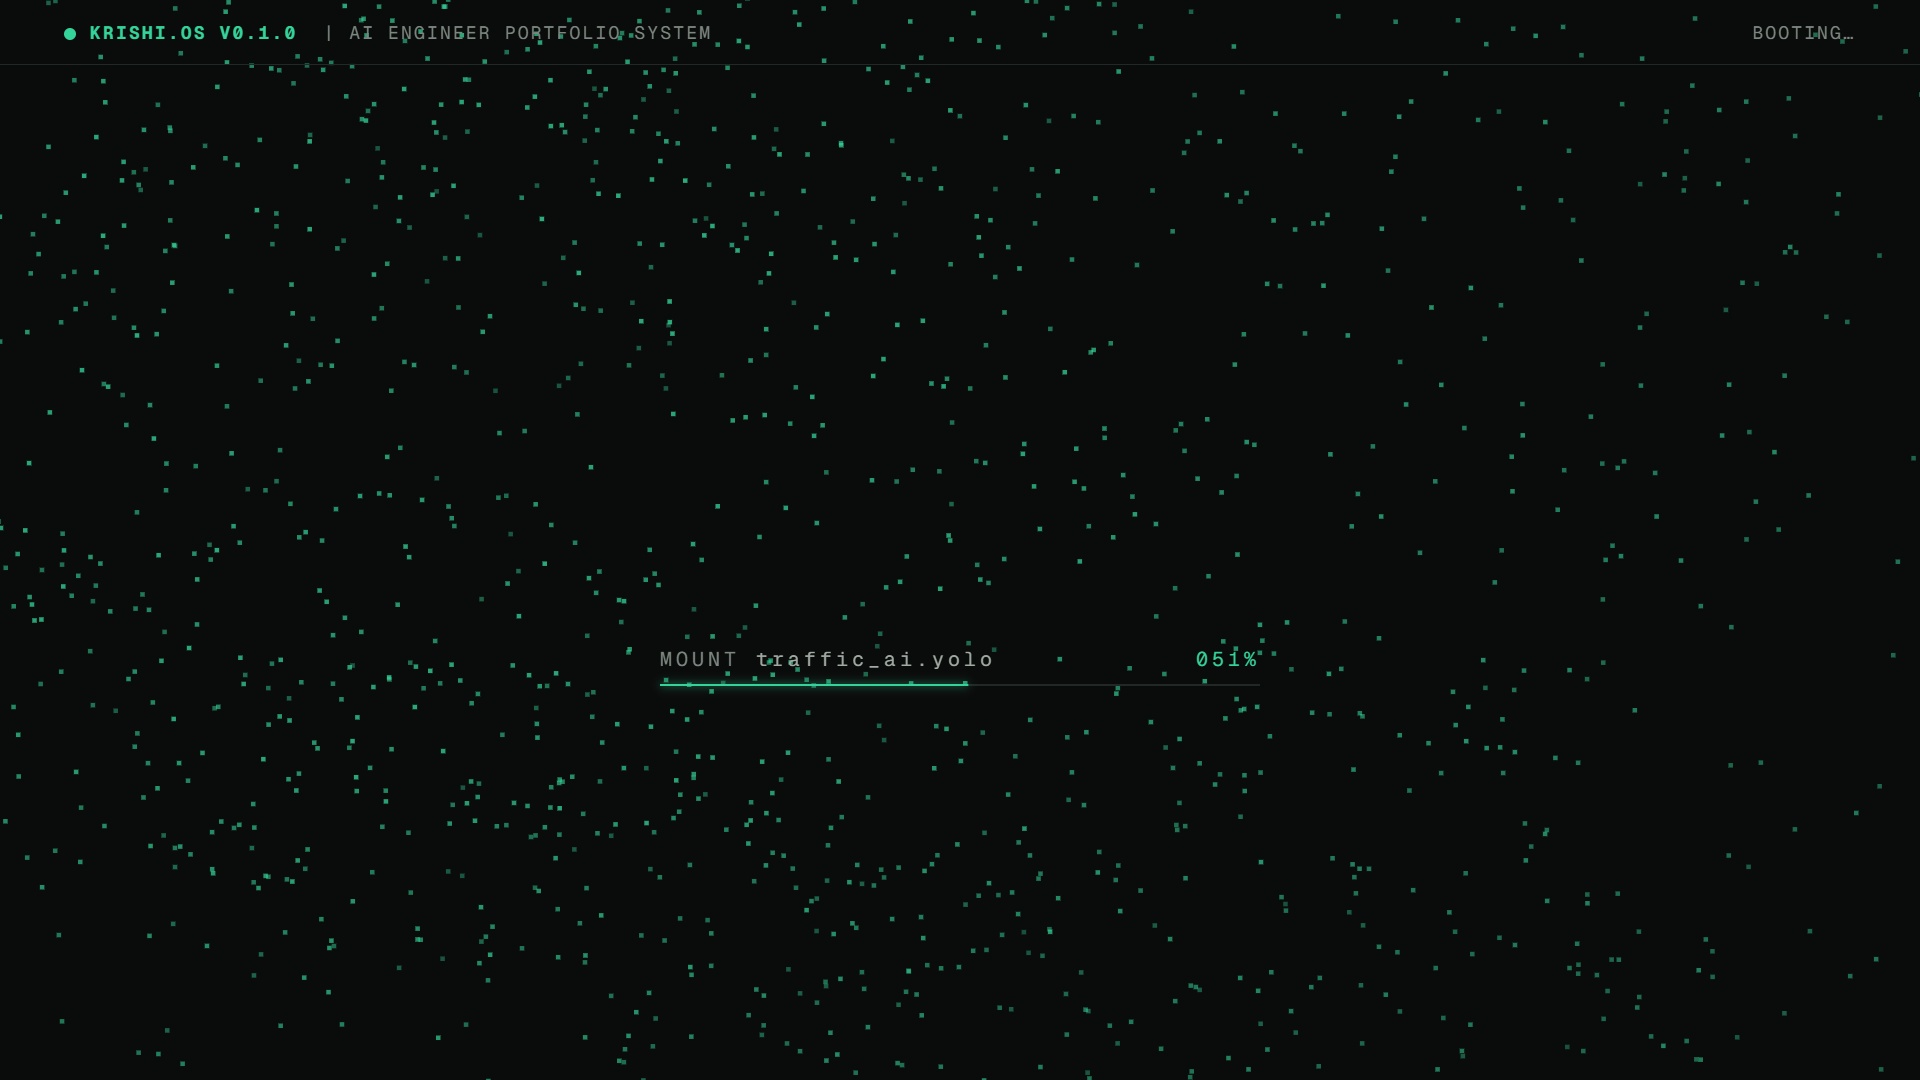 KRISHI.OS V0.1.0 | AI ENGINEER PORTFOLIO SYSTEM
BOOTING…
MOUNT traffic_ai.yolo 051%